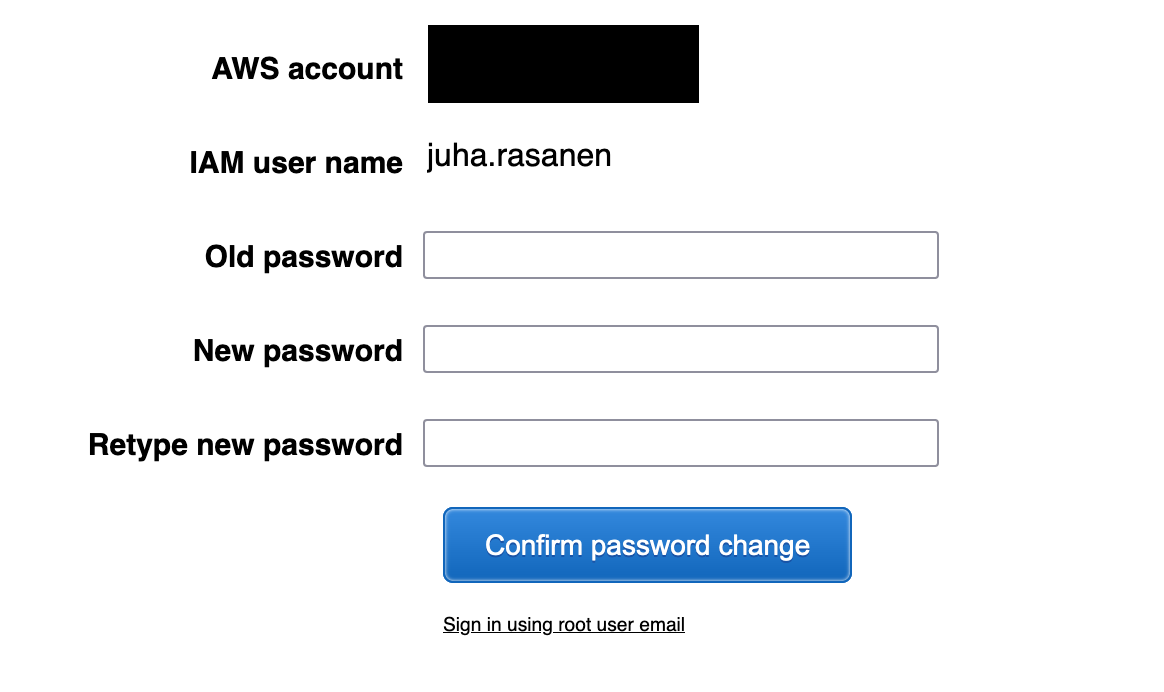 AWS account
IAM user name juha.rasanen
Old password
New password
Retype new password
Confirm password change
Sign in using root user email